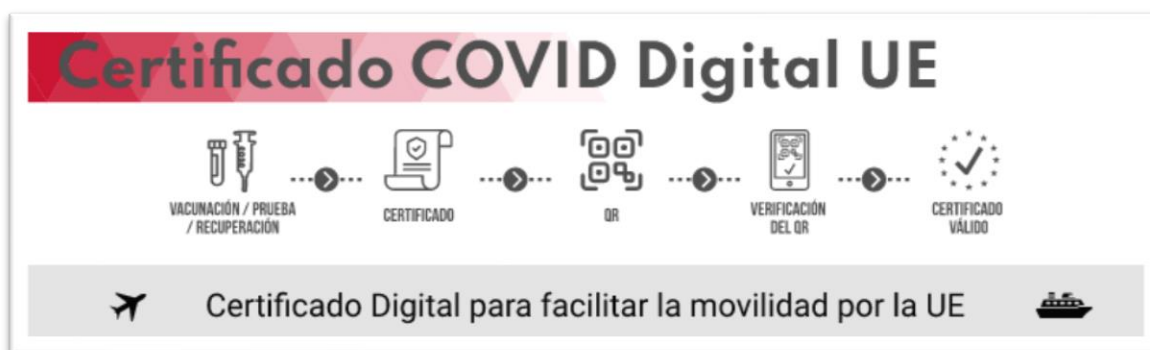 Certificado COVID Digital UE
VACUNACIÓN / PRUEBA
/ RECUPERACIÓN
CERTIFICADO
QR
VERIFICACIÓN
DEL QR
CERTIFICADO
VÁLIDO
Certificado Digital para facilitar la movilidad por la UE